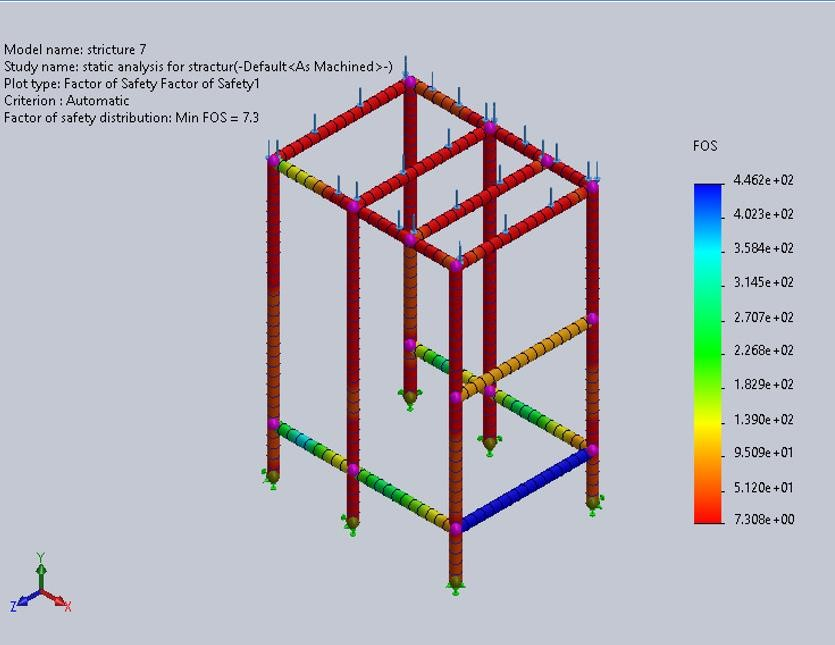 Model name: stricture 7
Study name: static analysis for stractur(-Default<As Machined>-)
Plot type: Factor of Safety Factor of Safety1
Criterion : Automatic
Factor of safety distribution: Min FOS = 7.3
FOS
4.462e+02
4.023e+02
3.584e+02
3.145e+02
2.707e+02
2.268e+02
1.829e+02
1.390e+02
9.509e+01
5.120e+01
7.308e+00
Y
Z
X